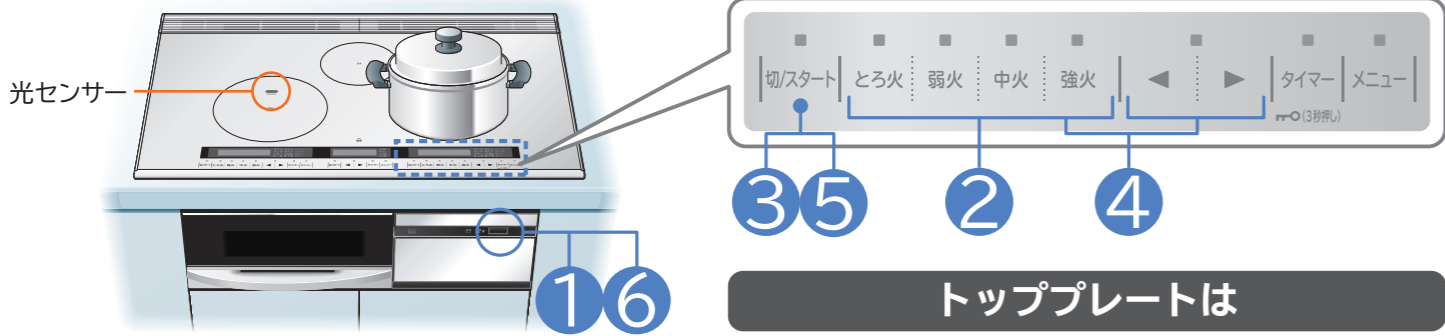 光センサー
切/スタート とろ火 弱火 中火 強火 ◀ ▶ タイマー メニュー
(3秒押し)
3 5 2 4
1 6
トッププレートは